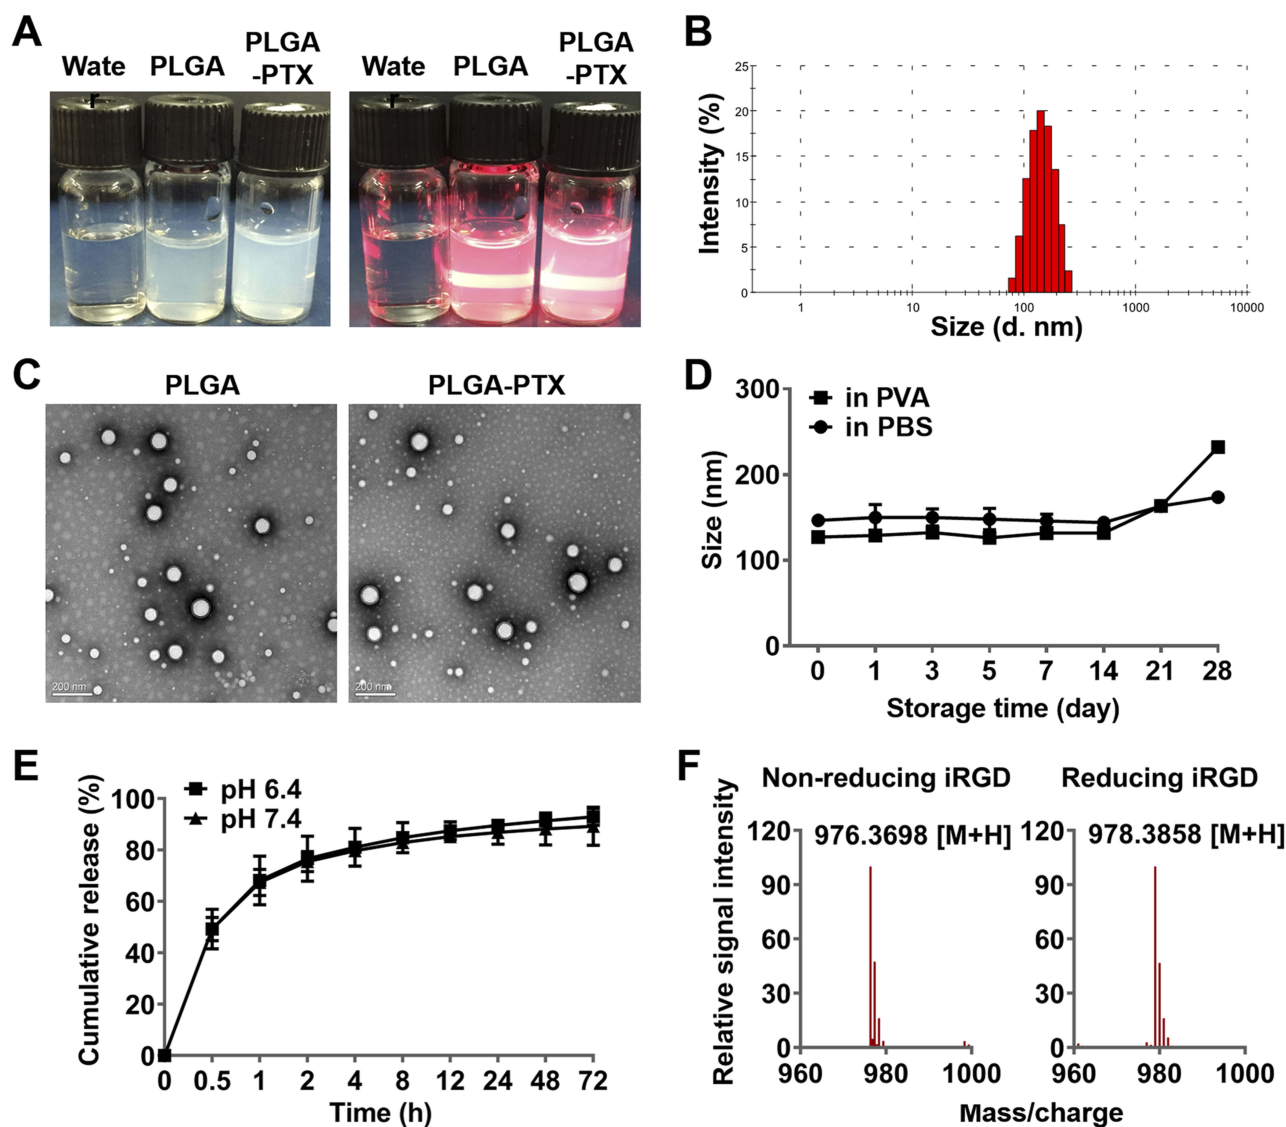 A
Wate
r
PLGA
PLGA
-PTX
Wate
r
PLGA
PLGA
-PTX
B
Intensity (%)
25
20
15
10
5
0
1
10
100
1000
10000
Size (d. nm)
C
PLGA
PLGA-PTX
200 nm
200 nm
D
in PVA
in PBS
Size (nm)
300
200
100
0
0 1 3 5 7 14 21 28
Storage time (day)
E
pH 6.4
pH 7.4
Cumulative release (%)
100
80
60
40
20
0
0 0.5 1 2 4 8 12 24 48 72
Time (h)
F
Non-reducing iRGD
Reducing iRGD
Relative signal intensity
120
90
60
30
0
976.3698 [M+H]
960 980 1000
120
90
60
30
0
978.3858 [M+H]
960 980 1000
Mass/charge